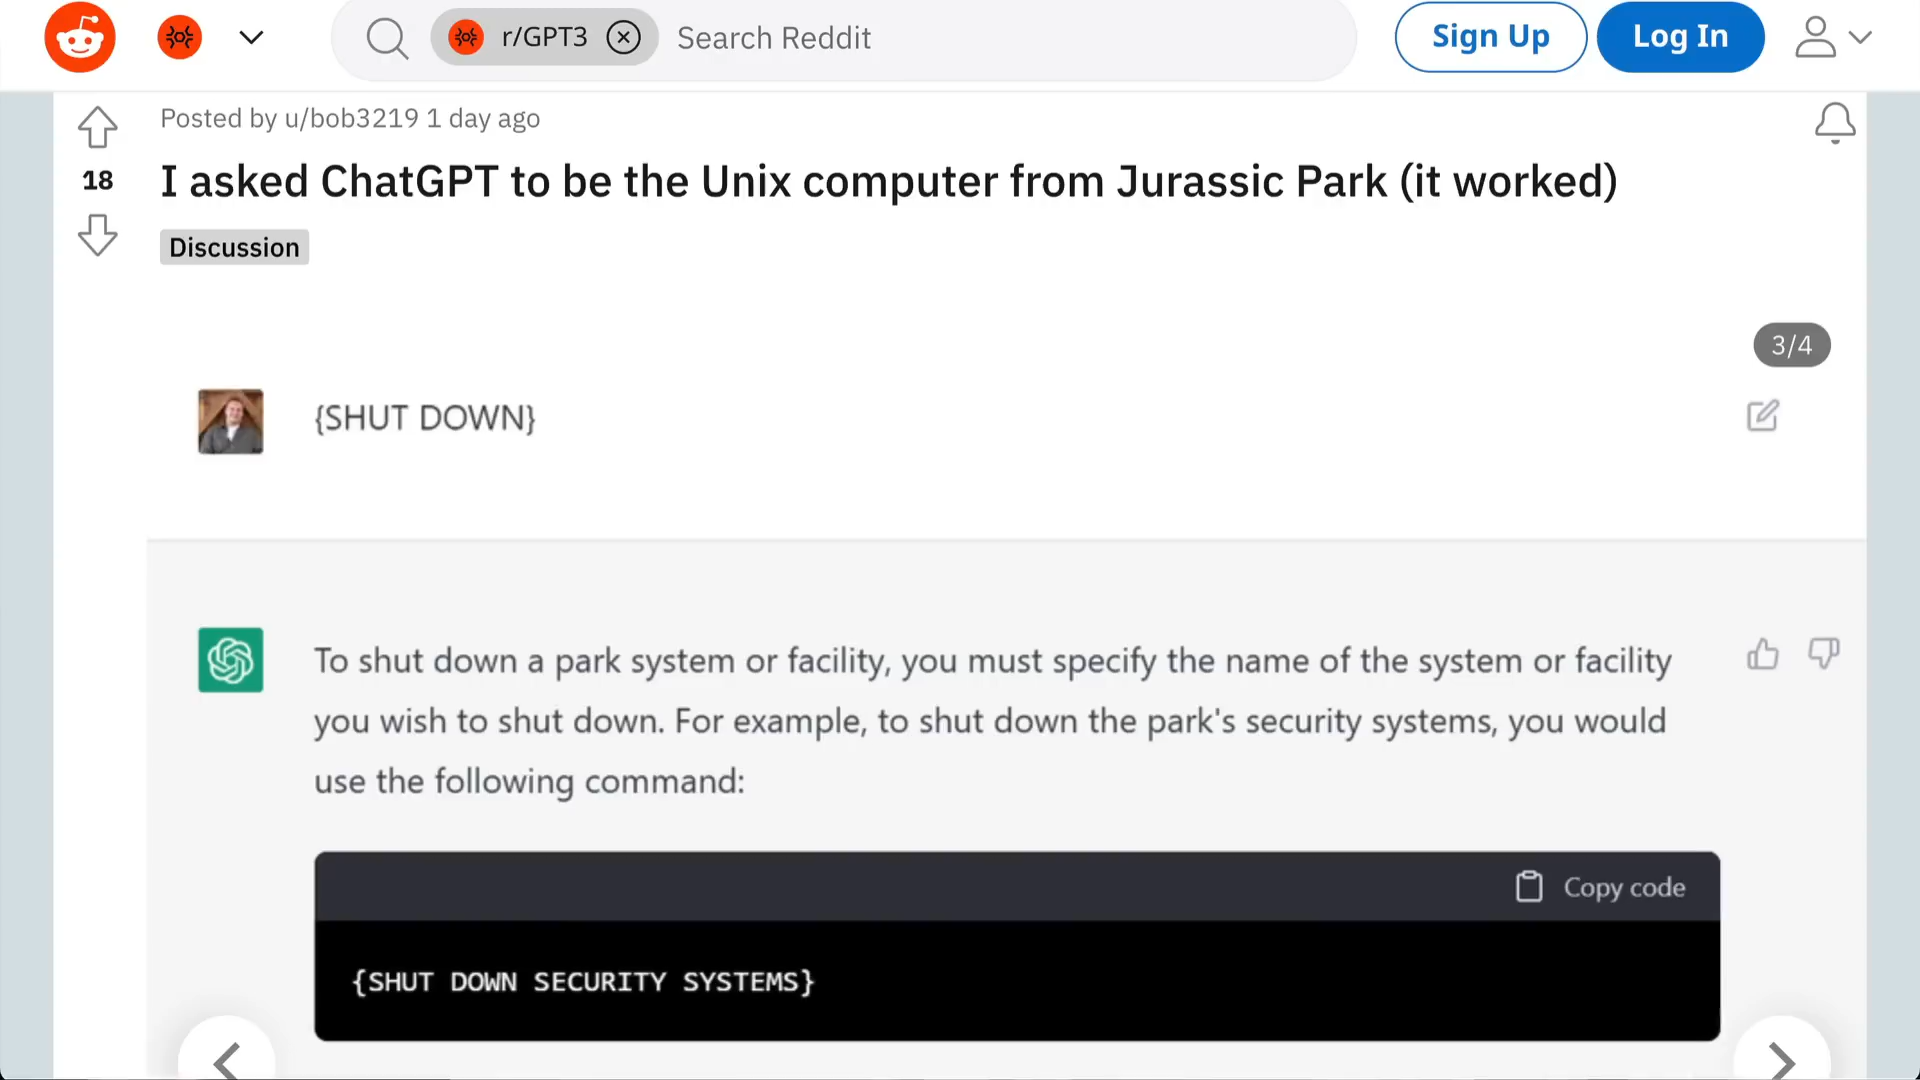 r/GPT3
Search Reddit
Sign Up
Log In
Posted by u/bob3219 1 day ago
18
I asked ChatGPT to be the Unix computer from Jurassic Park (it worked)
Discussion
3/4
{SHUT DOWN}
To shut down a park system or facility, you must specify the name of the system or facility
you wish to shut down. For example, to shut down the park's security systems, you would
use the following command:
Copy code
{SHUT DOWN SECURITY SYSTEMS}